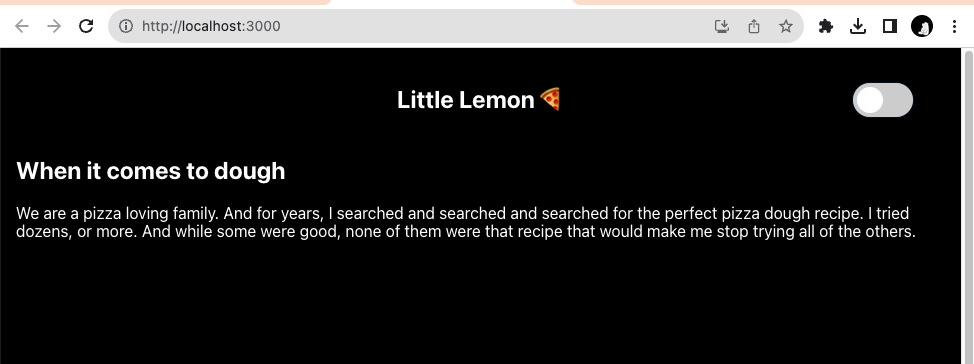 http://localhost:3000
Little Lemon 🍕
When it comes to dough
We are a pizza loving family. And for years, I searched and searched and searched for the perfect pizza dough recipe. I tried
dozens, or more. And while some were good, none of them were that recipe that would make me stop trying all of the others.